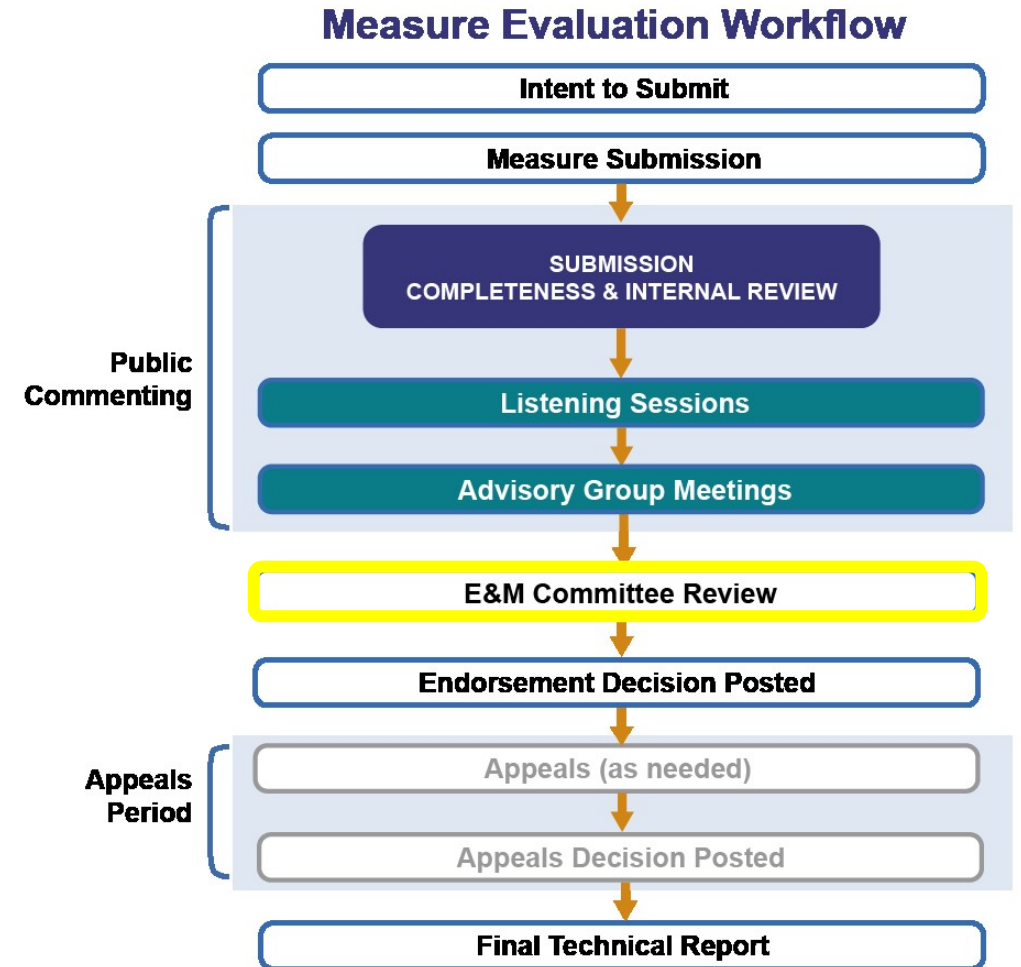 Measure Evaluation Workflow
Intent to Submit
Measure Submission
SUBMISSION
COMPLETENESS & INTERNAL REVIEW
Public
Commenting
Listening Sessions
Advisory Group Meetings
E&M Committee Review
Endorsement Decision Posted
Appeals
Period
Appeals (as needed)
Appeals Decision Posted
Final Technical Report